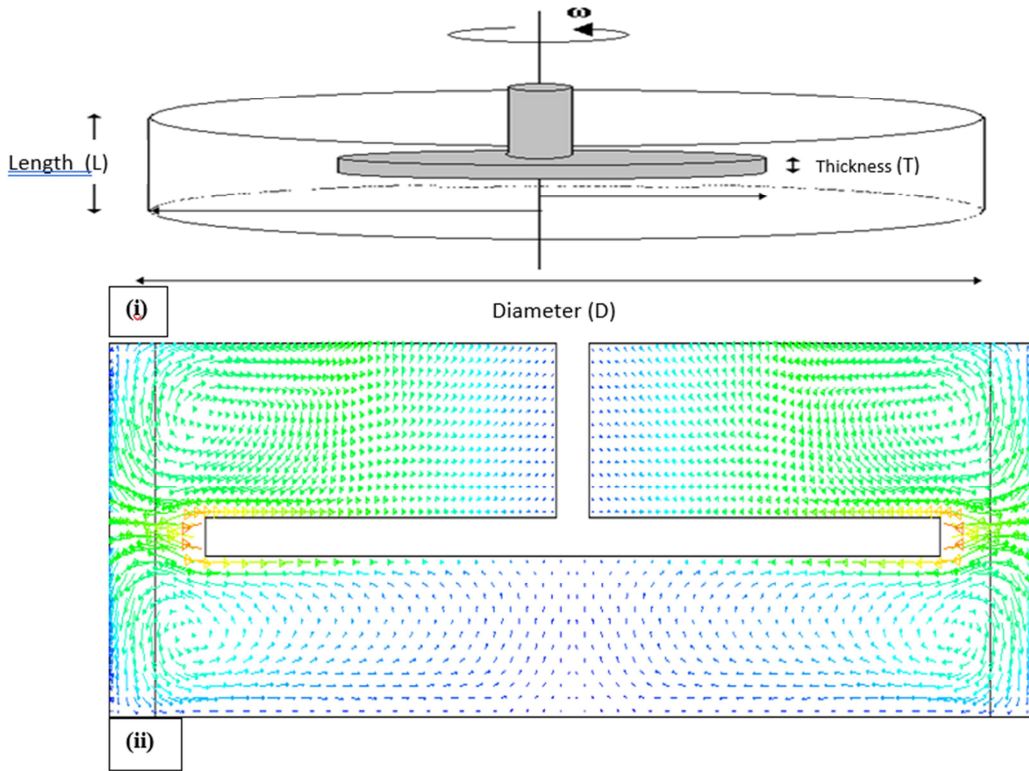 ω
Length (L)
Thickness (T)
(i)
Diameter (D)
(ii)